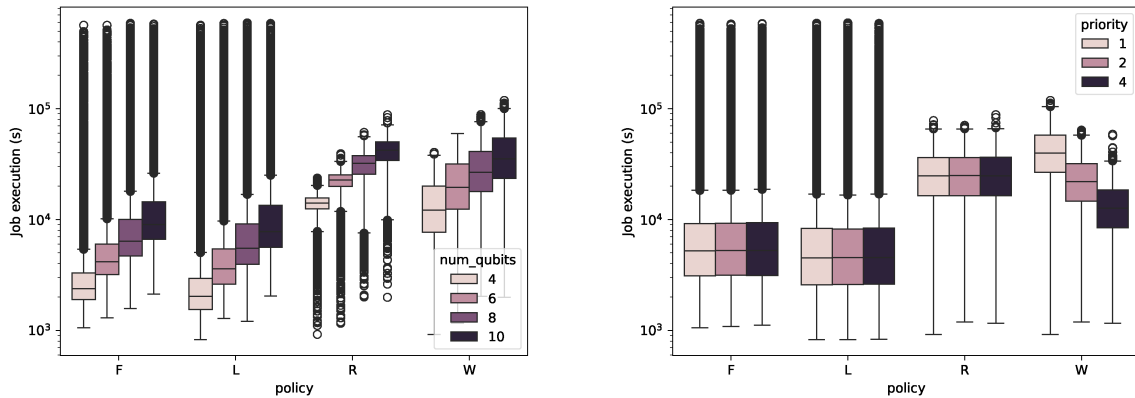 Job execution (s)
10^5
10^4
10^3
num_qubits
4
6
8
10
F L R W
policy
Job execution (s)
10^5
10^4
10^3
priority
1
2
4
F L R W
policy